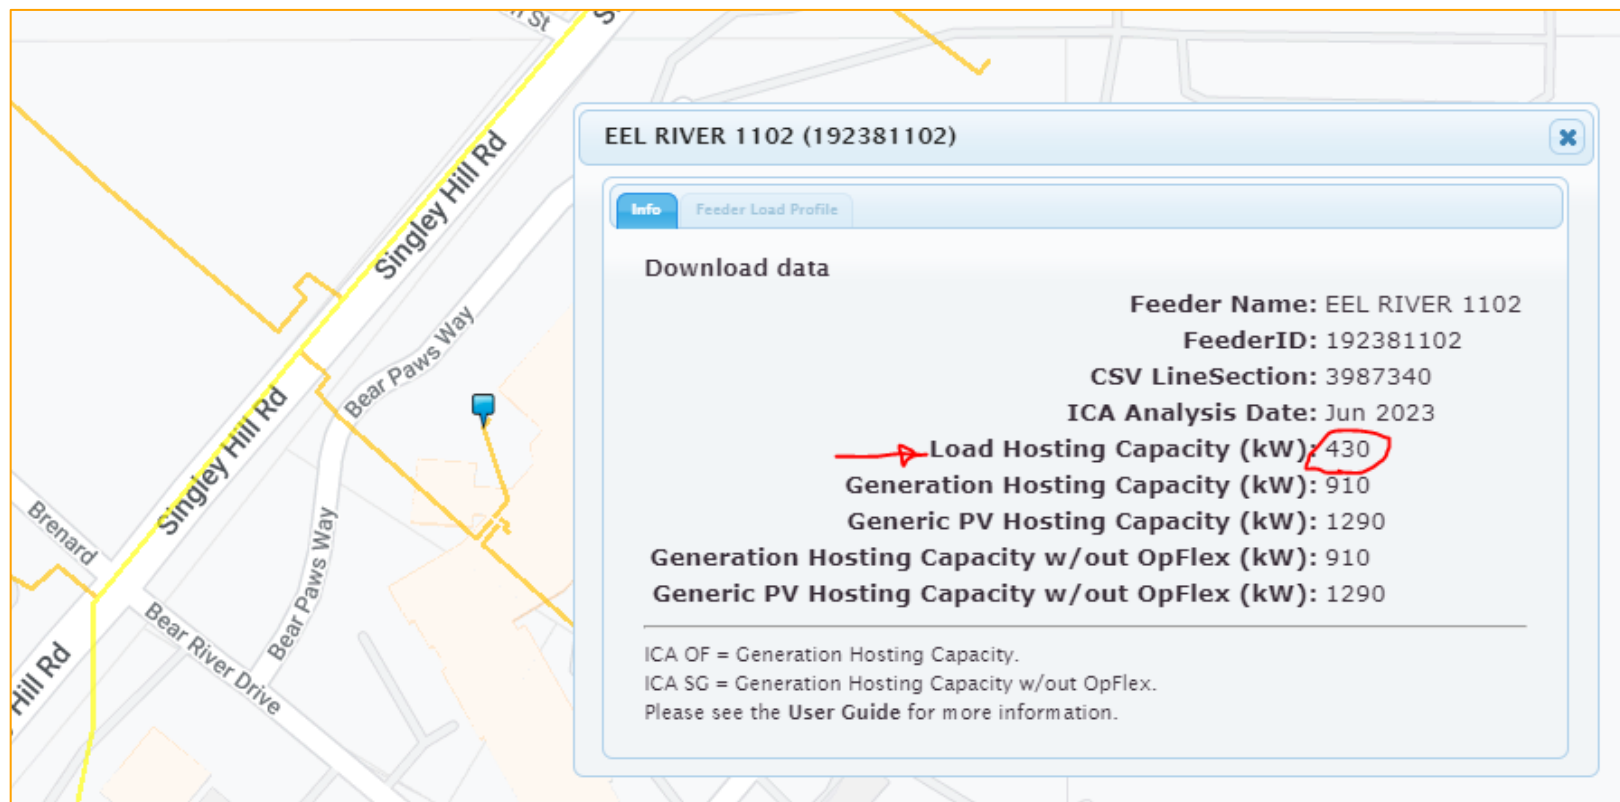 St
S
Singley Hill Rd
EEL RIVER 1102 (192381102)
Info
Feeder Load Profile
Download data
Feeder Name: EEL RIVER 1102
FeederID: 192381102
CSV LineSection: 3987340
ICA Analysis Date: Jun 2023
Load Hosting Capacity (kW): 430
Generation Hosting Capacity (kW): 910
Generic PV Hosting Capacity (kW): 1290
Generation Hosting Capacity w/out OpFlex (kW): 910
Generic PV Hosting Capacity w/out OpFlex (kW): 1290
ICA OF = Generation Hosting Capacity.
ICA SG = Generation Hosting Capacity w/out OpFlex.
Please see the User Guide for more information.
Bear Paws Way
Singley Hill Rd
Brenard
Bear Paws Way
Bear River Drive
Hill Rd